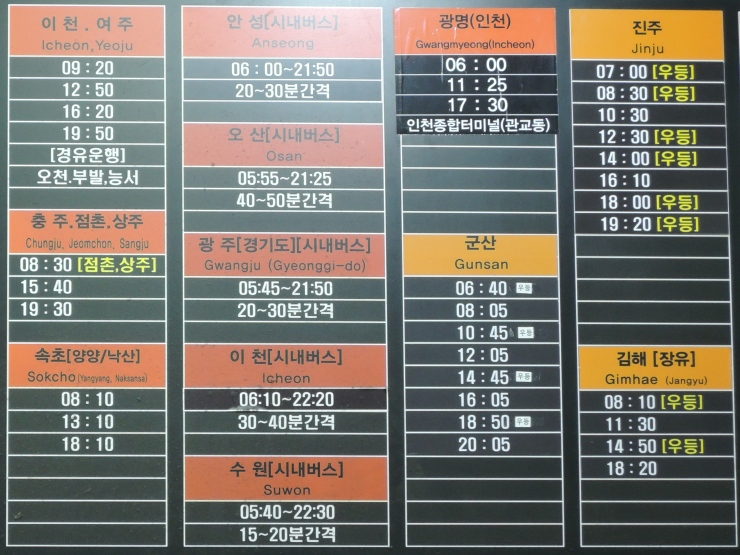 이천.여주
Icheon,Yeoju
09 : 20
12 : 50
16 : 20
19 : 50
[경유운행]
오천.부발,능서
충주.점촌.상주
Chungju, Jeomchon, Sangju
08 : 30 [점촌,상주]
15 : 40
19 : 30
속초[양양/낙산]
Sokcho(Yangyang, Naksansa)
08 : 10
13 : 10
18 : 10
안성[시내버스]
Anseong
06 : 00~21:50
20~30분간격
오산[시내버스]
Osan
05:55~21:25
40~50분간격
광주[경기도][시내버스]
Gwangju (Gyeonggi-do)
05:45~21:50
20~30분간격
이천[시내버스]
Icheon
06:10~22:20
30~40분간격
수원[시내버스]
Suwon
05:40~22:30
15~20분간격
광명(인천)
Gwangmyeong(Incheon)
06 : 00
11 : 25
17 : 30
인천종합터미널(관교동)
군산
Gunsan
06 : 40 우등
08 : 05
10 : 45 우등
12 : 05
14 : 45 우등
16 : 05
18 : 50 우등
20 : 05
진주
Jinju
07 : 00 [우등]
08 : 30 [우등]
10 : 30
12 : 30 [우등]
14 : 00 [우등]
16 : 10
18 : 00 [우등]
19 : 20 [우등]
김해 [장유]
Gimhae (Jangyu)
08 : 10 [우등]
11 : 30
14 : 50 [우등]
18 : 20